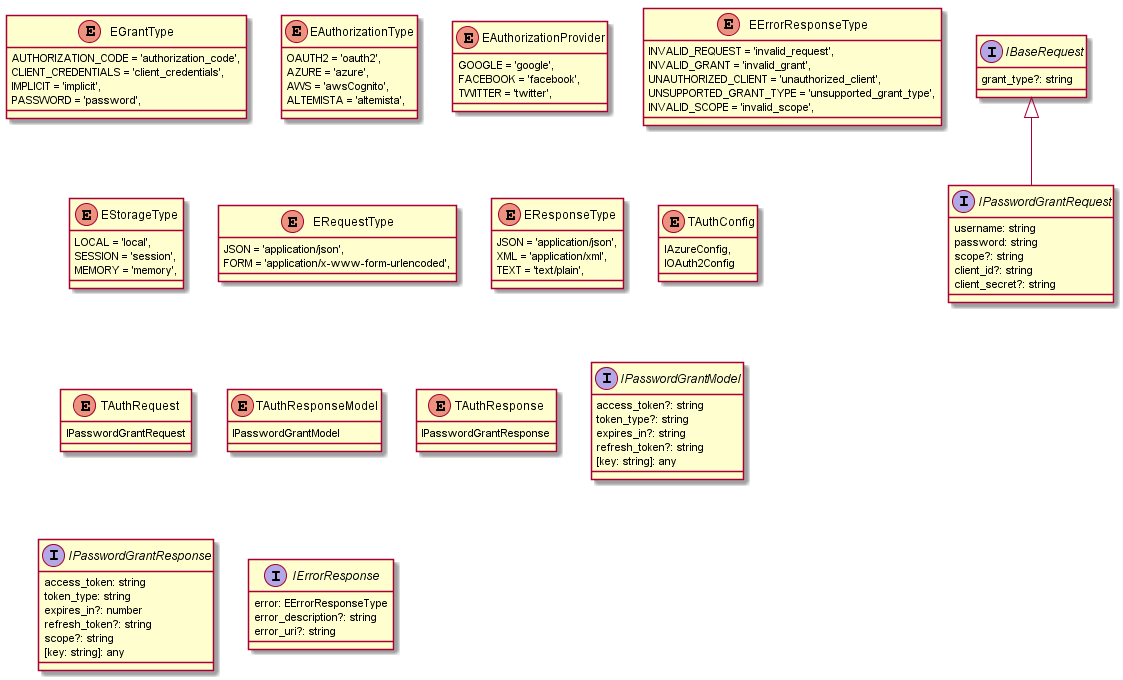 E EGrantType
AUTHORIZATION_CODE = 'authorization_code',
CLIENT_CREDENTIALS = 'client_credentials',
IMPLICIT = 'implicit',
PASSWORD = 'password',
E EAuthorizationType
OAUTH2 = 'oauth2',
AZURE = 'azure',
AWS = 'awsCognito',
ALTEMISTA = 'altemista',
E EAuthorizationProvider
GOOGLE = 'google',
FACEBOOK = 'facebook',
TWITTER = 'twitter',
E EErrorResponseType
INVALID_REQUEST = 'invalid_request',
INVALID_GRANT = 'invalid_grant',
UNAUTHORIZED_CLIENT = 'unauthorized_client',
UNSUPPORTED_GRANT_TYPE = 'unsupported_grant_type',
INVALID_SCOPE = 'invalid_scope',
I IBaseRequest
grant_type?: string
E EStorageType
LOCAL = 'local',
SESSION = 'session',
MEMORY = 'memory',
E ERequestType
JSON = 'application/json',
FORM = 'application/x-www-form-urlencoded',
E EResponseType
JSON = 'application/json',
XML = 'application/xml',
TEXT = 'text/plain',
E TAuthConfig
IAzureConfig,
IOAuth2Config
I IPasswordGrantRequest
username: string
password: string
scope?: string
client_id?: string
client_secret?: string
E TAuthRequest
IPasswordGrantRequest
E TAuthResponseModel
IPasswordGrantModel
E TAuthResponse
IPasswordGrantResponse
I IPasswordGrantModel
access_token?: string
token_type?: string
expires_in?: string
refresh_token?: string
[key: string]: any
I IPasswordGrantResponse
access_token: string
token_type: string
expires_in?: number
refresh_token?: string
scope?: string
[key: string]: any
I IErrorResponse
error: EErrorResponseType
error_description?: string
error_uri?: string